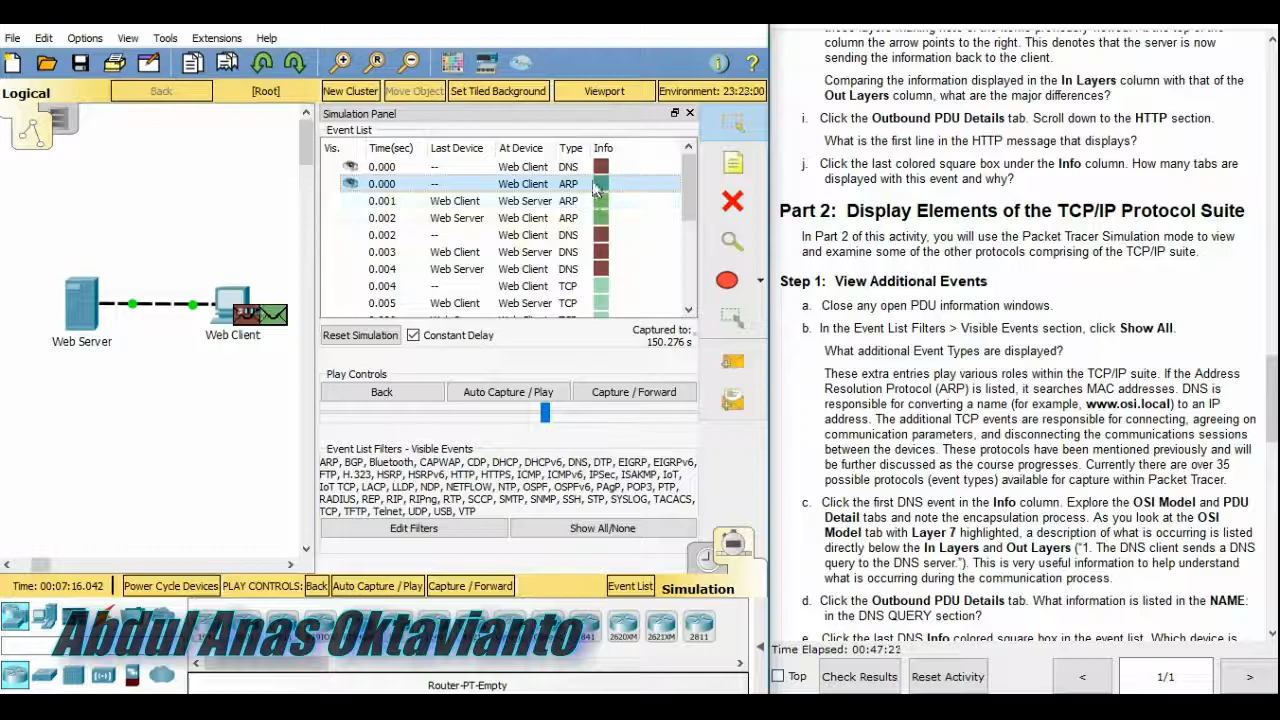 File Edit Options View Tools Extensions Help
Logical Back [Root] New Cluster Move Object Set Tiled Background Viewport Environment: 23:23:00
Simulation Panel
Event List
Vis. Time(sec) Last Device At Device Type Info
0.000 -- Web Client DNS
0.000 -- Web Client ARP
0.001 Web Client Web Server ARP
0.002 Web Server Web Client ARP
0.002 -- Web Client DNS
0.003 Web Client Web Server DNS
0.004 Web Server Web Client DNS
0.004 -- Web Client TCP
0.005 Web Client Web Server TCP
Reset Simulation Constant Delay Captured to:
150.276 s
Play Controls
Back Auto Capture / Play Capture / Forward
Event List Filters - Visible Events
ARP, BGP, Bluetooth, CAPWAP, CDP, DHCP, DHCPv6, DNS, DTP, EIGRP, EIGRPv6,
FTP, H.323, HSRP, HSRPv6, HTTP, HTTPS, ICMP, ICMPv6, IPSec, ISAKMP, IoT,
IoT TCP, LACP, LLDP, NDP, NETFLOW, NTP, OSPF, OSPFv6, PAgP, POP3, PTP,
RADIUS, REP, RIP, RIPng, RTP, SCCP, SMTP, SNMP, SSH, STP, SYSLOG, TACACS,
TCP, TFTP, Telnet, UDP, USB, VTP
Edit Filters Show All/None
Web Server
Web Client
Time: 00:07:16.042 Power Cycle Devices PLAY CONTROLS: Back Auto Capture / Play Capture / Forward Event List Simulation
2620XM 2621XM 2811
Abdul Anas Oktavianto
Router-PT-Empty
column the arrow points to the right. This denotes that the server is now
sending the information back to the client.
Comparing the information displayed in the In Layers column with that of the
Out Layers column, what are the major differences?
i. Click the Outbound PDU Details tab. Scroll down to the HTTP section.
What is the first line in the HTTP message that displays?
j. Click the last colored square box under the Info column. How many tabs are
displayed with this event and why?
Part 2: Display Elements of the TCP/IP Protocol Suite
In Part 2 of this activity, you will use the Packet Tracer Simulation mode to view
and examine some of the other protocols comprising of the TCP/IP suite.
Step 1: View Additional Events
a. Close any open PDU information windows.
b. In the Event List Filters > Visible Events section, click Show All.
What additional Event Types are displayed?
These extra entries play various roles within the TCP/IP suite. If the Address
Resolution Protocol (ARP) is listed, it searches MAC addresses. DNS is
responsible for converting a name (for example, www.osi.local) to an IP
address. The additional TCP events are responsible for connecting, agreeing on
communication parameters, and disconnecting the communications sessions
between the devices. These protocols have been mentioned previously and will
be further discussed as the course progresses. Currently there are over 35
possible protocols (event types) available for capture within Packet Tracer.
c. Click the first DNS event in the Info column. Explore the OSI Model and PDU
Detail tabs and note the encapsulation process. As you look at the OSI
Model tab with Layer 7 highlighted, a description of what is occurring is listed
directly below the In Layers and Out Layers ("1. The DNS client sends a DNS
query to the DNS server."). This is very useful information to help understand
what is occurring during the communication process.
d. Click the Outbound PDU Details tab. What information is listed in the NAME:
in the DNS QUERY section?
e. Click the last DNS Info colored square box in the event list. Which device is
Time Elapsed: 00:47:22
Top Check Results Reset Activity < 1/1 >